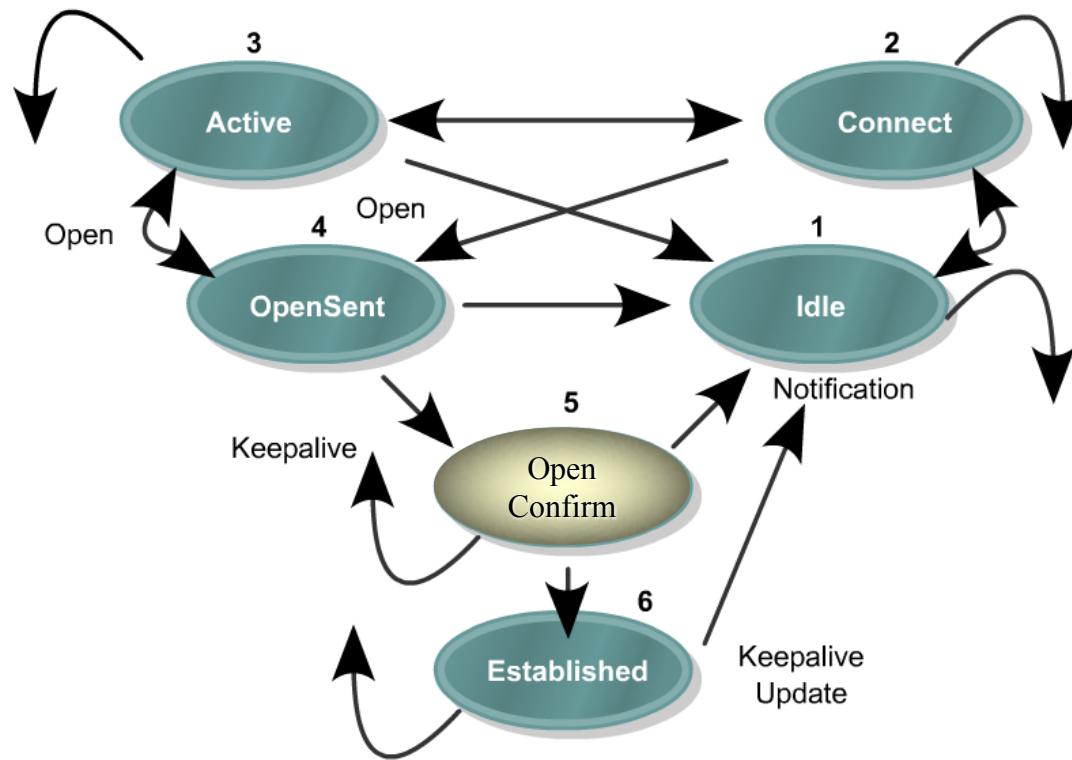 3
2
Active
Connect
Open
Open
4
1
OpenSent
Idle
Notification
5
Keepalive
Open
Confirm
6
Established
Keepalive
Update